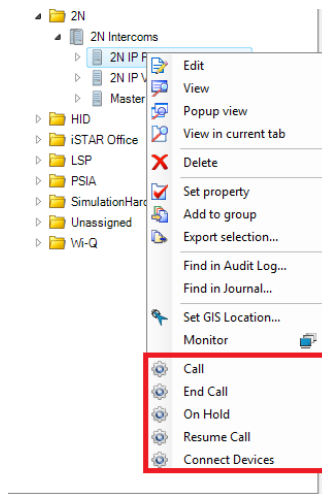 2N
2N Intercoms
2N IP
2N IP V
Master
HID
iSTAR Office
LSP
PSIA
SimulationHard
Unassigned
Wi-Q
Edit
View
Popup view
View in current tab
Delete
Set property
Add to group
Export selection...
Find in Audit Log...
Find in Journal...
Set GIS Location...
Monitor
Call
End Call
On Hold
Resume Call
Connect Devices